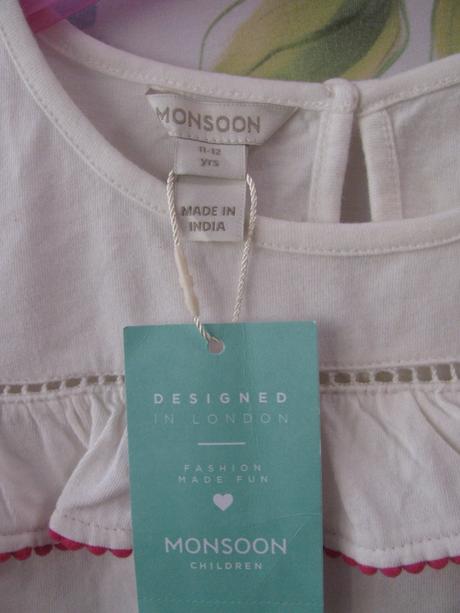 MONSOON
11-12
yrs
MADE IN
INDIA
DESIGNED
IN LONDON
FASHION
MADE FUN
MONSOON
CHILDREN